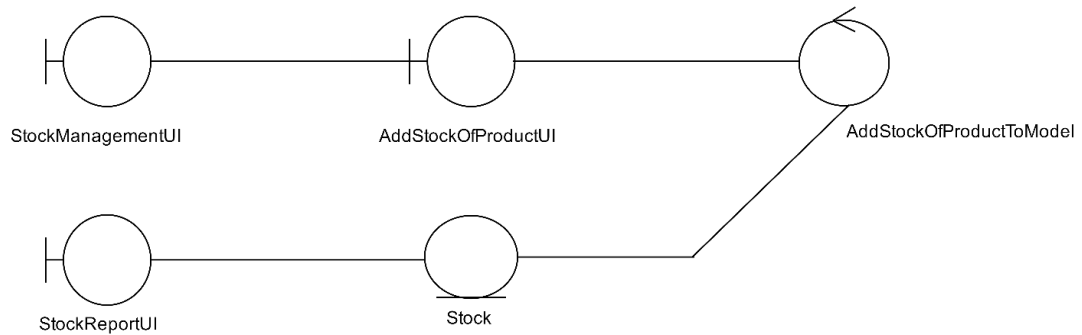 StockManagementUI
AddStockOfProductUI
AddStockOfProductToModel
StockReportUI
Stock